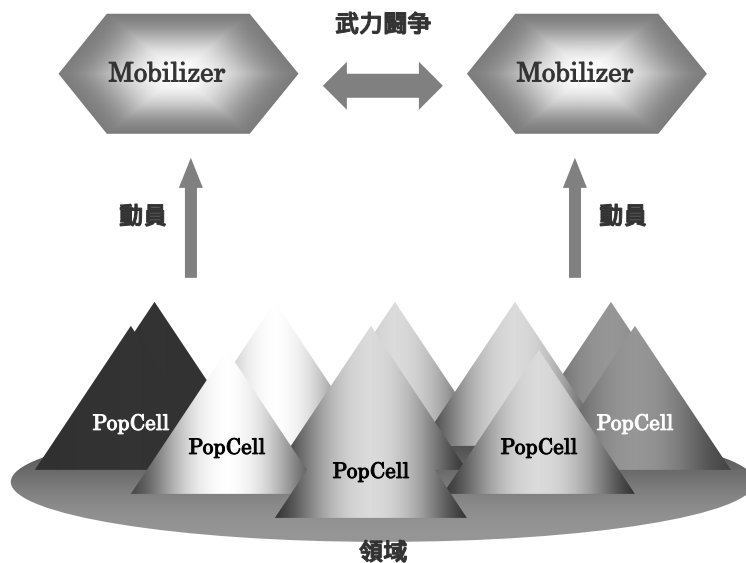 武力闘争
Mobilizer
Mobilizer
動員
動員
PopCell
PopCell
PopCell
PopCell
PopCell
領域